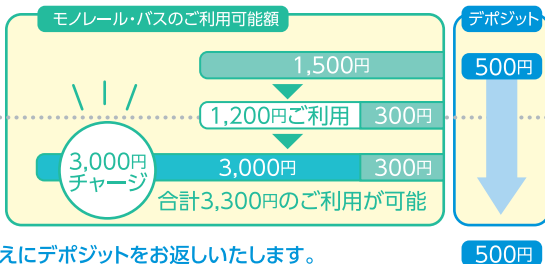 モノレール・バスのご利用可能額
デポジット
1,500円
500円
1,200円ご利用
300円
3,000円
チャージ
3,000円
300円
合計3,300円のご利用が可能
えにデポジットをお返しいたします。
500円